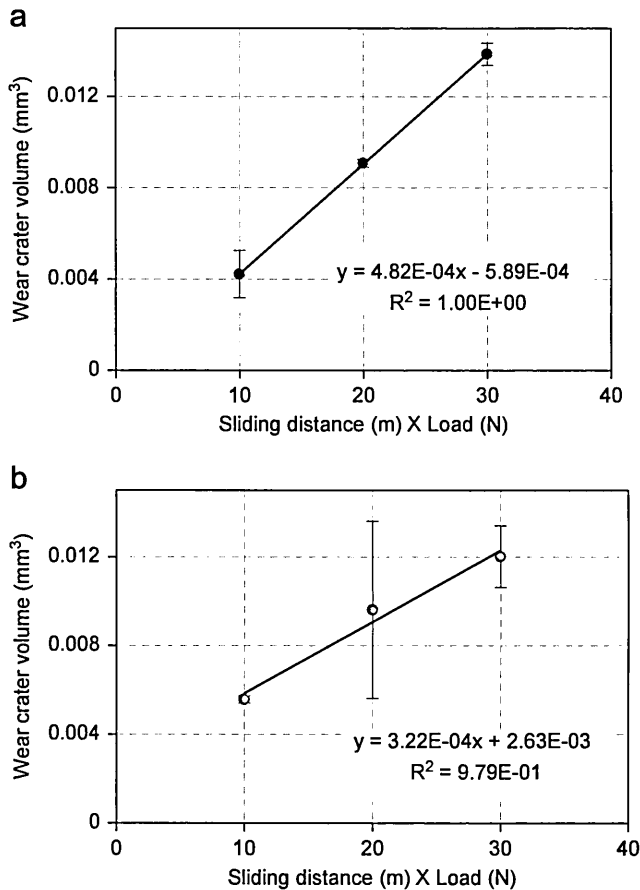 a
Wear crater volume (mm³)
0.012
0.008
0.004
0
y = 4.82E-04x - 5.89E-04
R² = 1.00E+00
0 10 20 30 40
Sliding distance (m) X Load (N)
b
Wear crater volume (mm³)
0.012
0.008
0.004
0
y = 3.22E-04x + 2.63E-03
R² = 9.79E-01
0 10 20 30 40
Sliding distance (m) X Load (N)